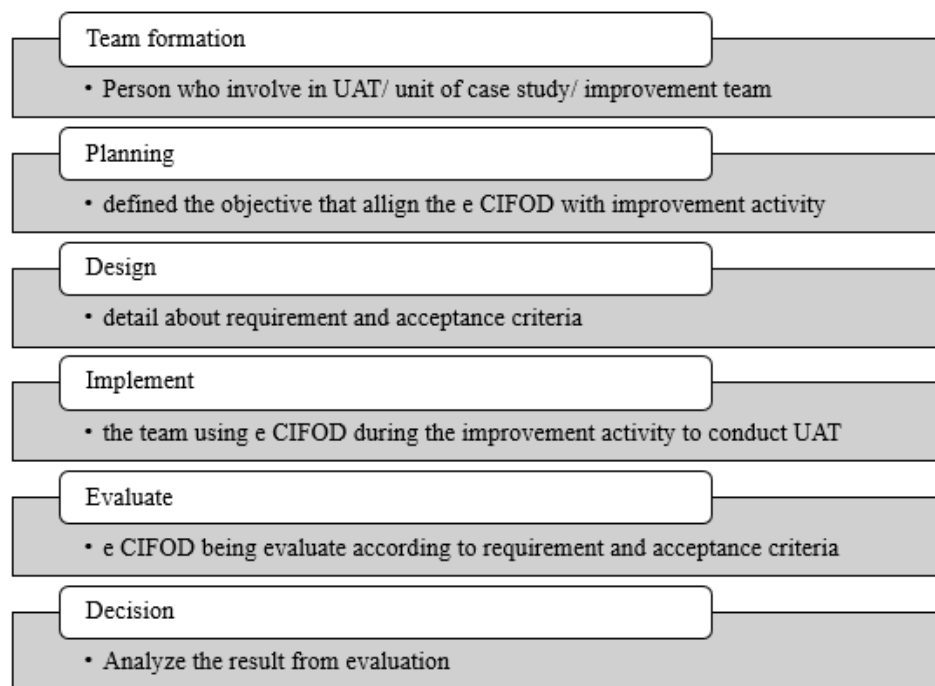 Team formation
• Person who involve in UAT/ unit of case study/ improvement team
Planning
• defined the objective that allign the e CIFOD with improvement activity
Design
• detail about requirement and acceptance criteria
Implement
• the team using e CIFOD during the improvement activity to conduct UAT
Evaluate
• e CIFOD being evaluate according to requirement and acceptance criteria
Decision
• Analyze the result from evaluation